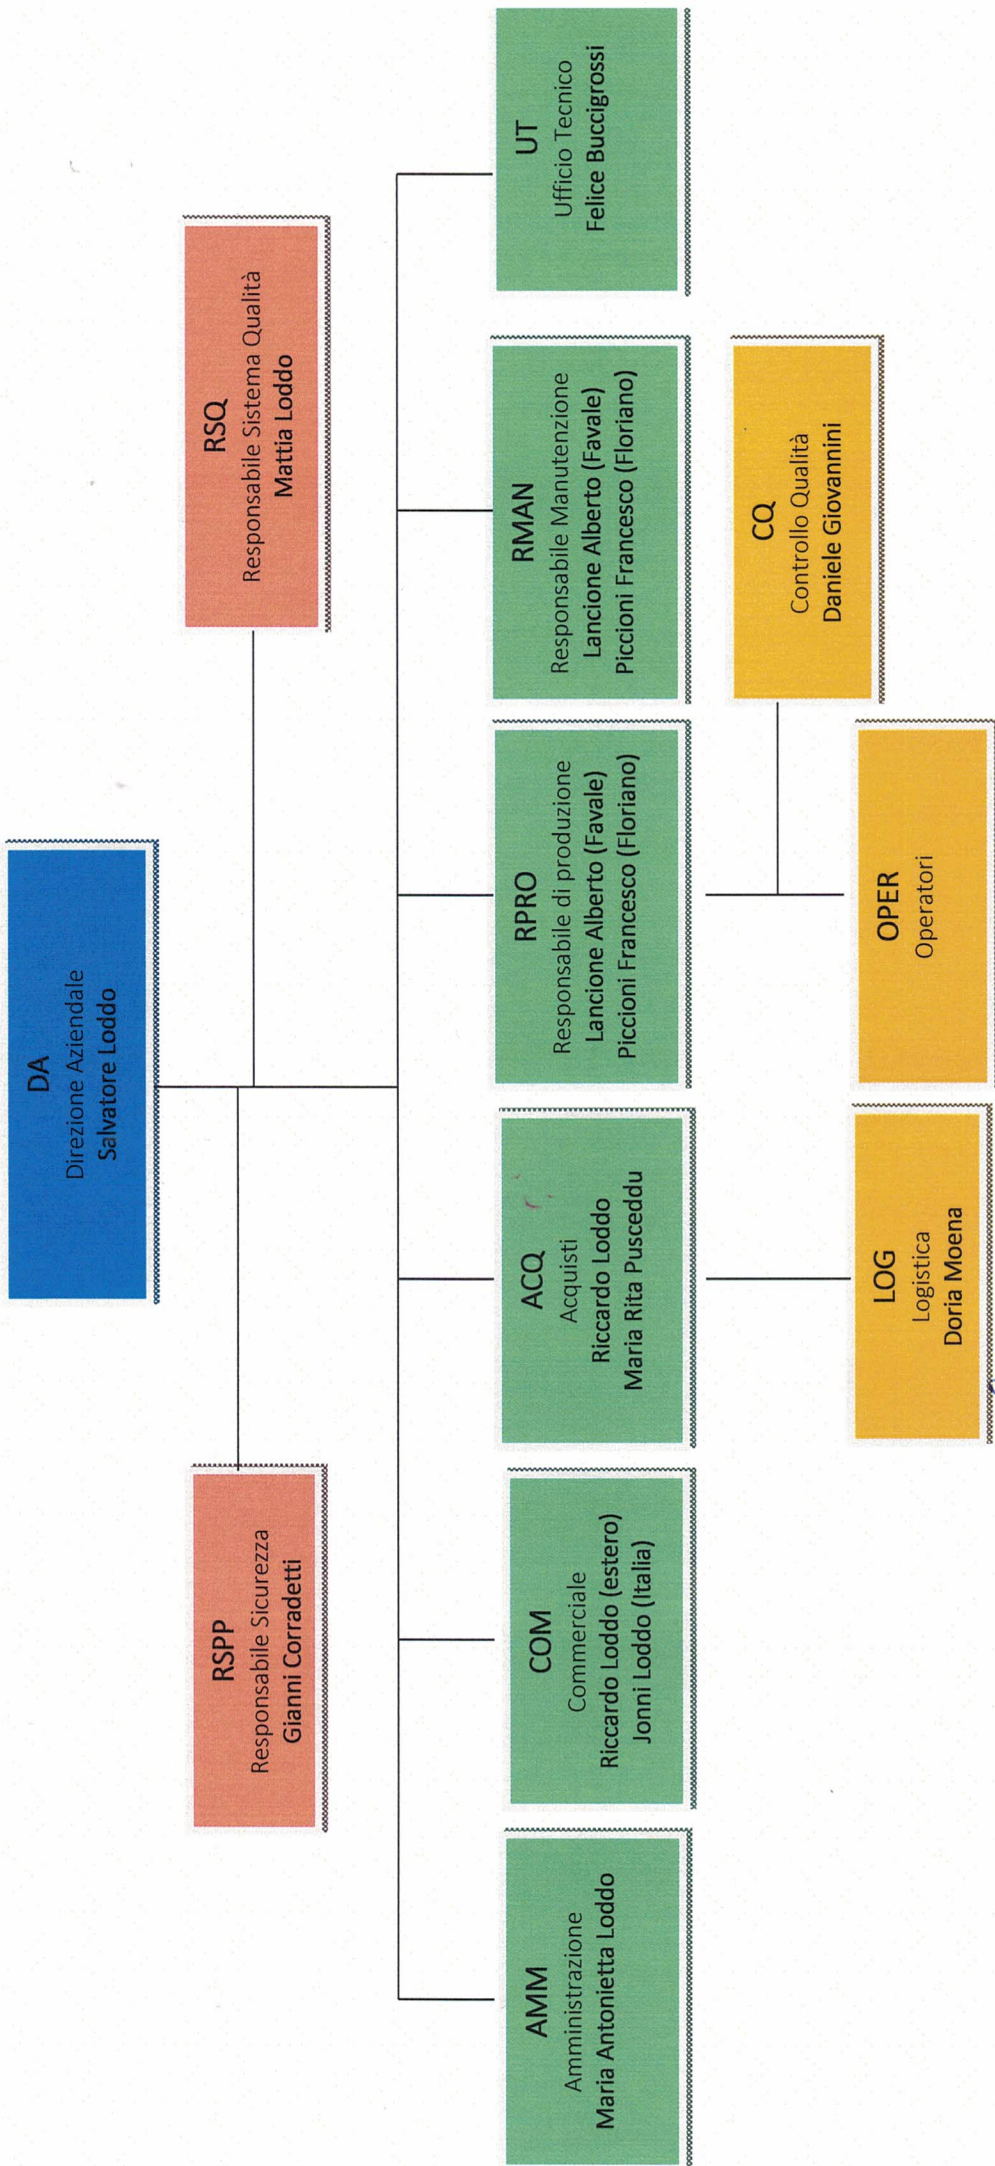 DA
Direzione Aziendale
Salvatore Loddo
RSPP
Responsabile Sicurezza
Gianni Corradetti
RSQ
Responsabile Sistema Qualità
Mattia Loddo
AMM
Amministrazione
Maria Antonietta Loddo
COM
Commerciale
Riccardo Loddo (estero)
Jonni Loddo (Italia)
ACQ
Acquisti
Riccardo Loddo
Maria Rita Pusceddu
RPRO
Responsabile di produzione
Lancione Alberto (Favale)
Piccioni Francesco (Floriano)
RMAN
Responsabile Manutenzione
Lancione Alberto (Favale)
Piccioni Francesco (Floriano)
UT
Ufficio Tecnico
Felice Buccigrossi
CQ
Controllo Qualità
Daniele Giovannini
LOG
Logistica
Doria Moena
OPER
Operatori